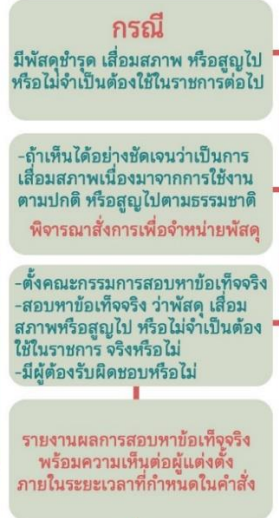 กรณี
มีพัสดุชำรุด เสื่อมสภาพ หรือสูญไป
หรือไม่จำเป็นต้องใช้ในราชการต่อไป
-ถ้าเห็นได้อย่างชัดเจนว่าเป็นการ
เสื่อมสภาพเนื่องมาจากการใช้งาน
ตามปกติ หรือสูญไปตามธรรมชาติ
พิจารณาสั่งการเพื่อจำหน่ายพัสดุ
-ตั้งคณะกรรมการสอบหาข้อเท็จจริง
-สอบหาข้อเท็จจริง ว่าพัสดุ เสื่อม
สภาพหรือสูญไป หรือไม่จำเป็นต้อง
ใช้ในราชการ จริงหรือไม่
-มีผู้ต้องรับผิดชอบหรือไม่
รายงานผลการสอบหาข้อเท็จจริง
พร้อมความเห็นต่อผู้แต่งตั้ง
ภายในระยะเวลาที่กำหนดในคำสั่ง